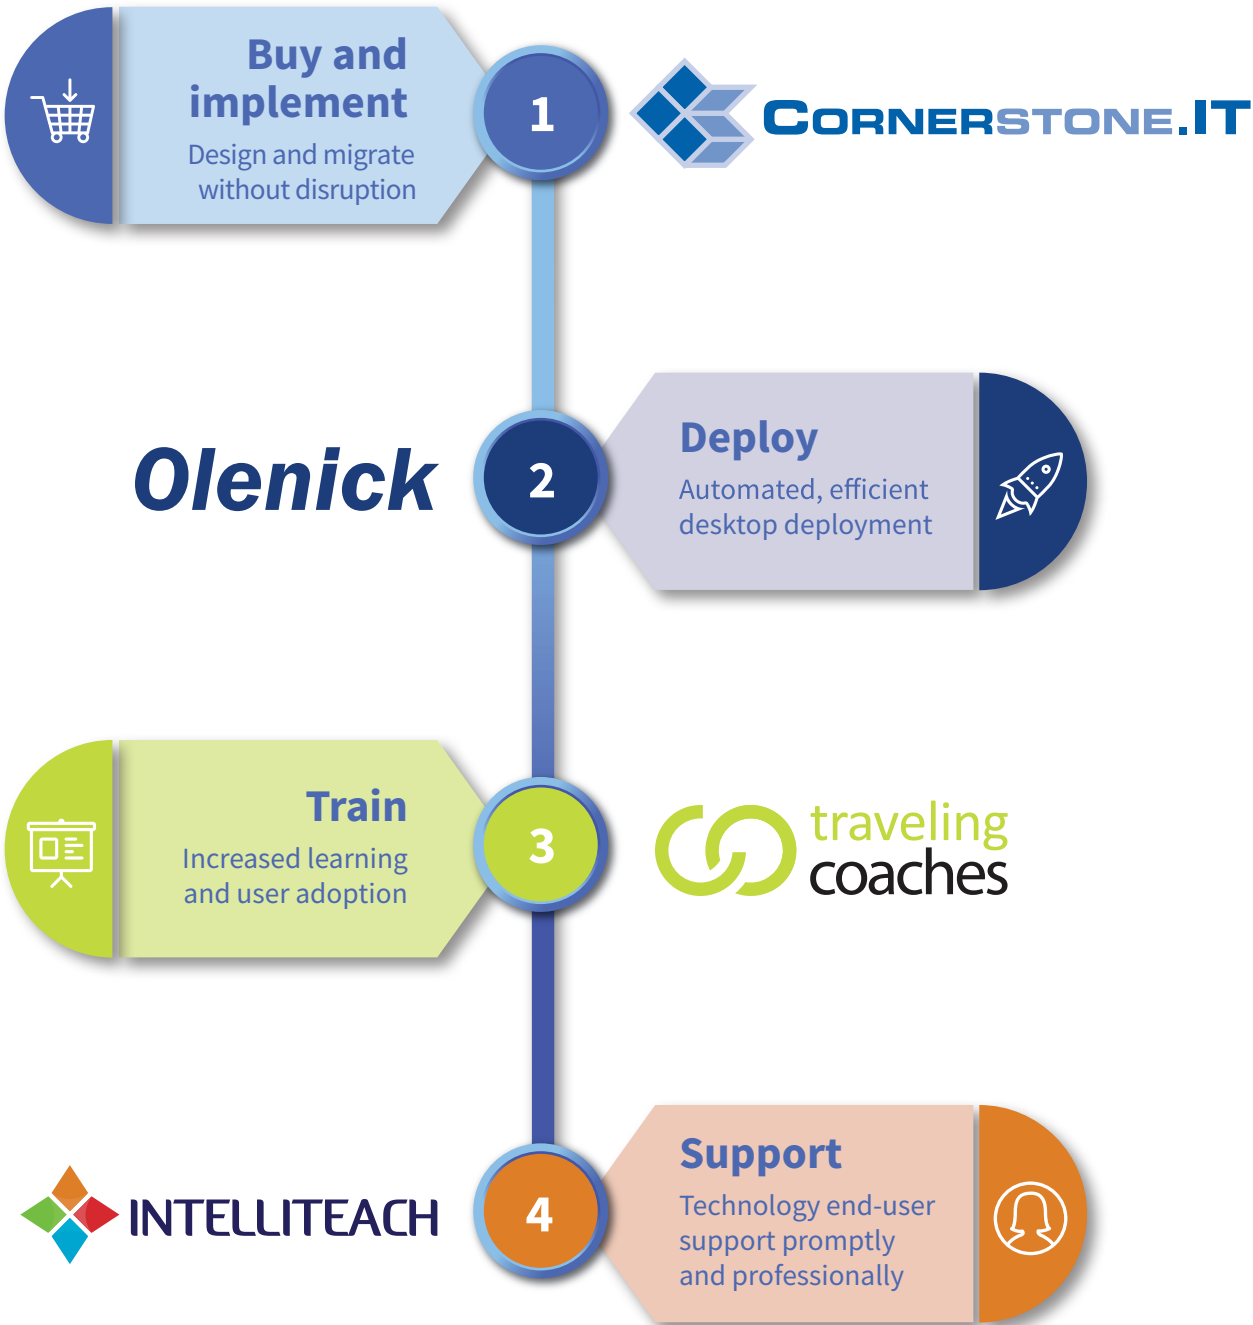 Buy and
implement
Design and migrate
without disruption
1
CORNERSTONE.IT
Olenick
2
Deploy
Automated, efficient
desktop deployment
Train
Increased learning
and user adoption
3
traveling
coaches
INTELLITEACH
4
Support
Technology end-user
support promptly
and professionally